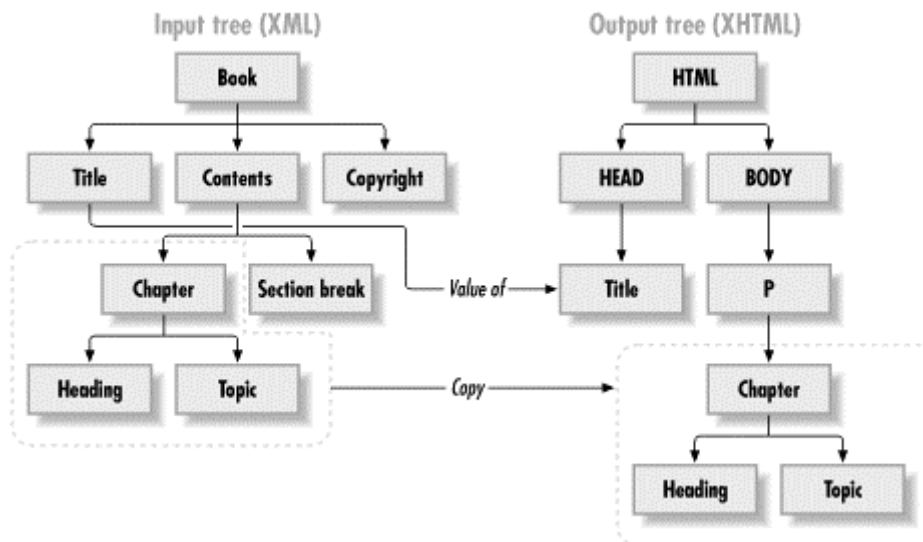 Input tree (XML)
Output tree (XHTML)
Book
HTML
Title
Contents
Copyright
HEAD
BODY
Chapter
Section break
Value of
Title
P
Heading
Topic
Copy
Chapter
Heading
Topic